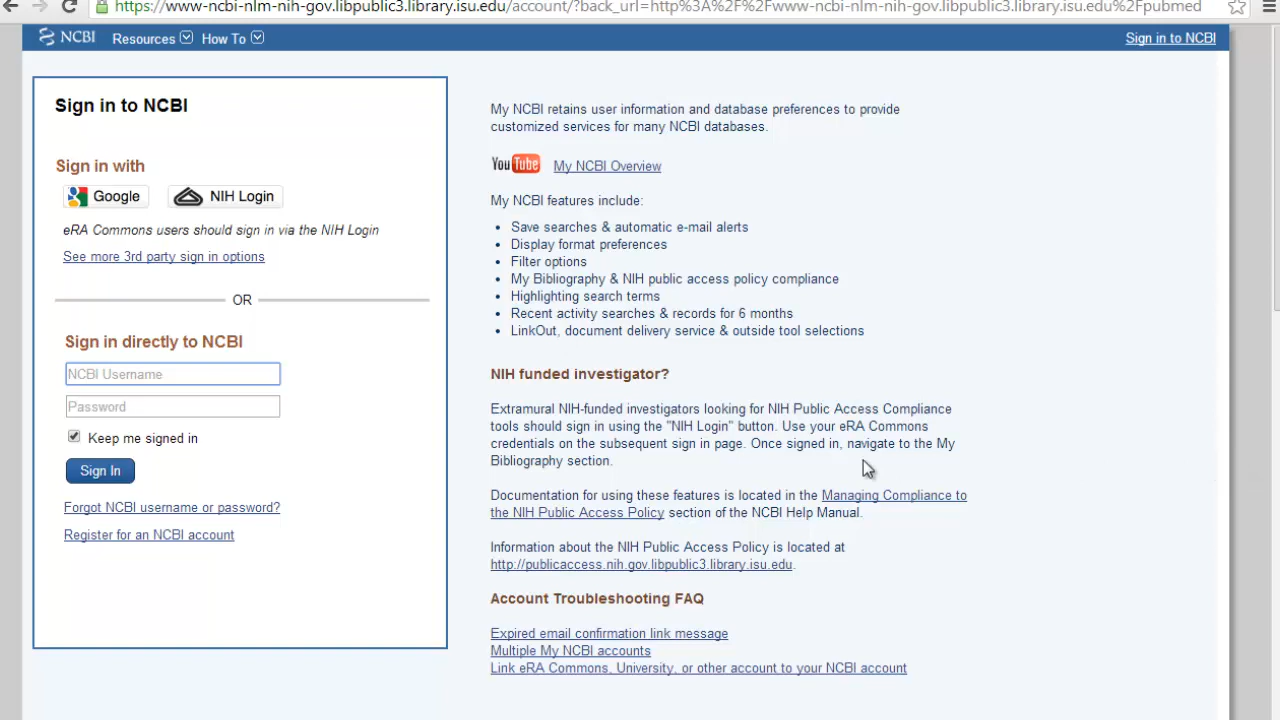 https://www-ncbi-nlm-nih-gov.libpublic3.library.isu.edu/account/?back_url=http%3A%2F%2Fwww-ncbi-nlm-nih-gov.libpublic3.library.isu.edu%2Fpubmed
NCBI Resources How To Sign in to NCBI
Sign in to NCBI
Sign in with
Google NIH Login
eRA Commons users should sign in via the NIH Login
See more 3rd party sign in options
OR
Sign in directly to NCBI
NCBI Username
Password
Keep me signed in
Sign In
Forgot NCBI username or password?
Register for an NCBI account
My NCBI retains user information and database preferences to provide
customized services for many NCBI databases.
YouTube My NCBI Overview
My NCBI features include:
• Save searches & automatic e-mail alerts
• Display format preferences
• Filter options
• My Bibliography & NIH public access policy compliance
• Highlighting search terms
• Recent activity searches & records for 6 months
• LinkOut, document delivery service & outside tool selections
NIH funded investigator?
Extramural NIH-funded investigators looking for NIH Public Access Compliance
tools should sign in using the "NIH Login" button. Use your eRA Commons
credentials on the subsequent sign in page. Once signed in, navigate to the My
Bibliography section.
Documentation for using these features is located in the Managing Compliance to
the NIH Public Access Policy section of the NCBI Help Manual.
Information about the NIH Public Access Policy is located at
http://publicaccess.nih.gov.libpublic3.library.isu.edu.
Account Troubleshooting FAQ
Expired email confirmation link message
Multiple My NCBI accounts
Link eRA Commons, University, or other account to your NCBI account